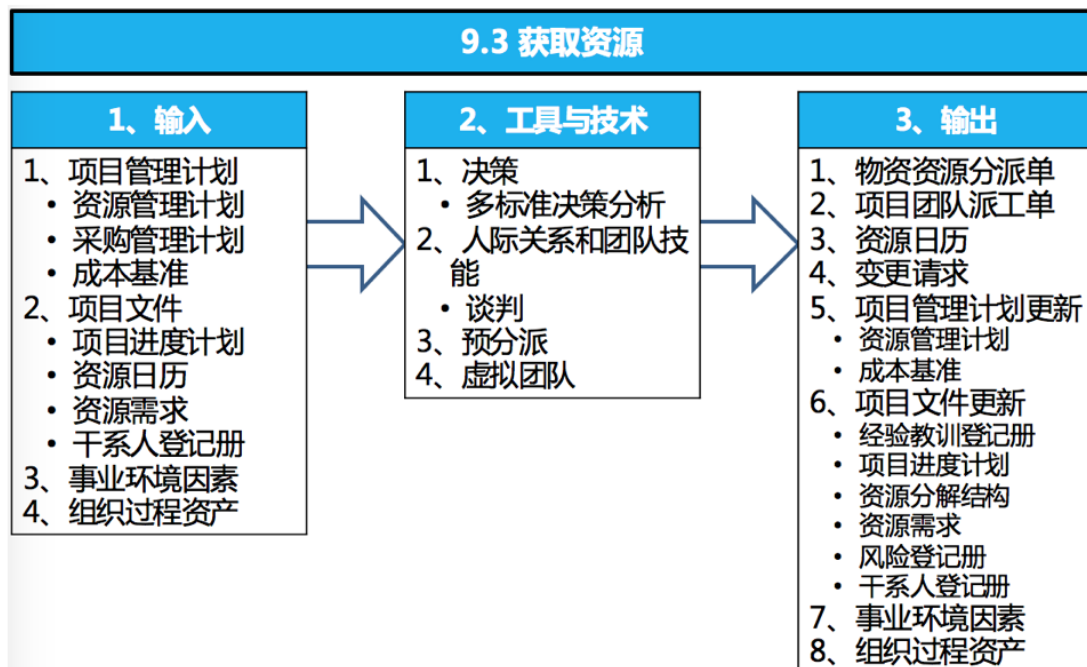 9.3 获取资源
1、输入
1、项目管理计划
• 资源管理计划
• 采购管理计划
• 成本基准
2、项目文件
• 项目进度计划
• 资源日历
• 资源需求
• 干系人登记册
3、事业环境因素
4、组织过程资产
2、工具与技术
1、决策
• 多标准决策分析
2、人际关系和团队技
能
• 谈判
3、预分派
4、虚拟团队
3、输出
1、物资资源分派单
2、项目团队派工单
3、资源日历
4、变更请求
5、项目管理计划更新
• 资源管理计划
• 成本基准
6、项目文件更新
• 经验教训登记册
• 项目进度计划
• 资源分解结构
• 资源需求
• 风险登记册
• 干系人登记册
7、事业环境因素
8、组织过程资产